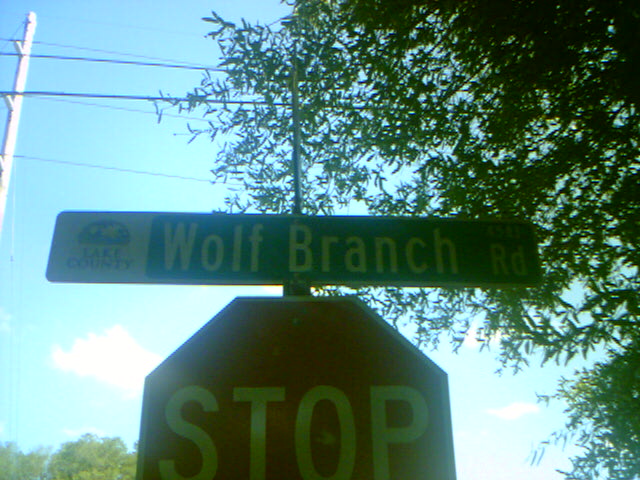 LAKE
COUNTY
Wolf Branch Rd
STOP